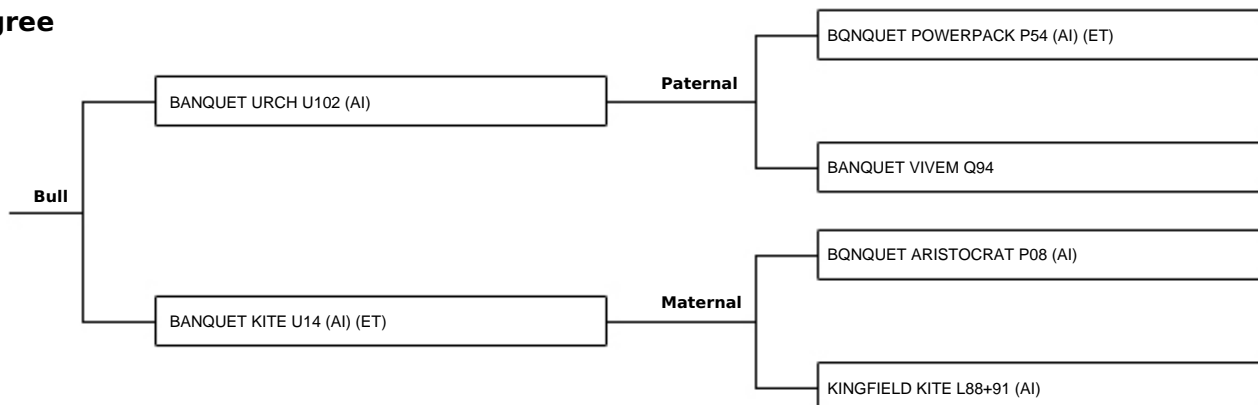 gree
BQNQUET POWERPACK P54 (AI) (ET)
Paternal
BANQUET URCH U102 (AI)
BANQUET VIVEM Q94
Bull
BQNQUET ARISTOCRAT P08 (AI)
Maternal
BANQUET KITE U14 (AI) (ET)
KINGFIELD KITE L88+91 (AI)